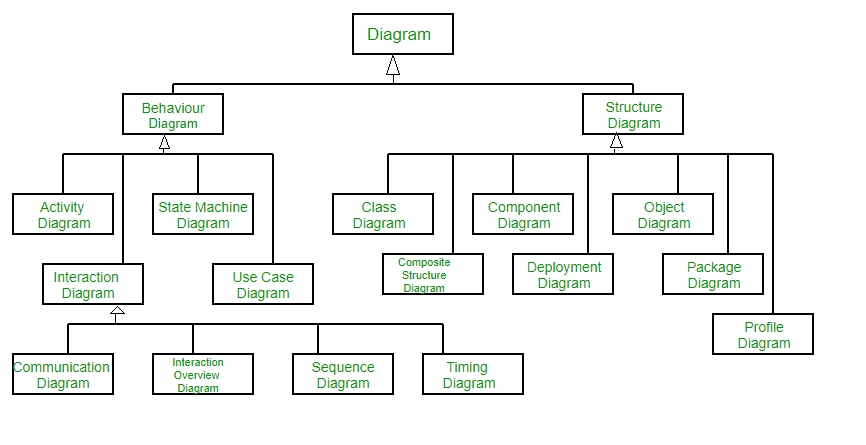 Diagram
Behaviour
Diagram
Structure
Diagram
Activity
Diagram
State Machine
Diagram
Class
Diagram
Component
Diagram
Object
Diagram
Interaction
Diagram
Use Case
Diagram
Composite
Structure
Diagram
Deployment
Diagram
Package
Diagram
Profile
Diagram
Communication
Diagram
Interaction
Overview
Diagram
Sequence
Diagram
Timing
Diagram